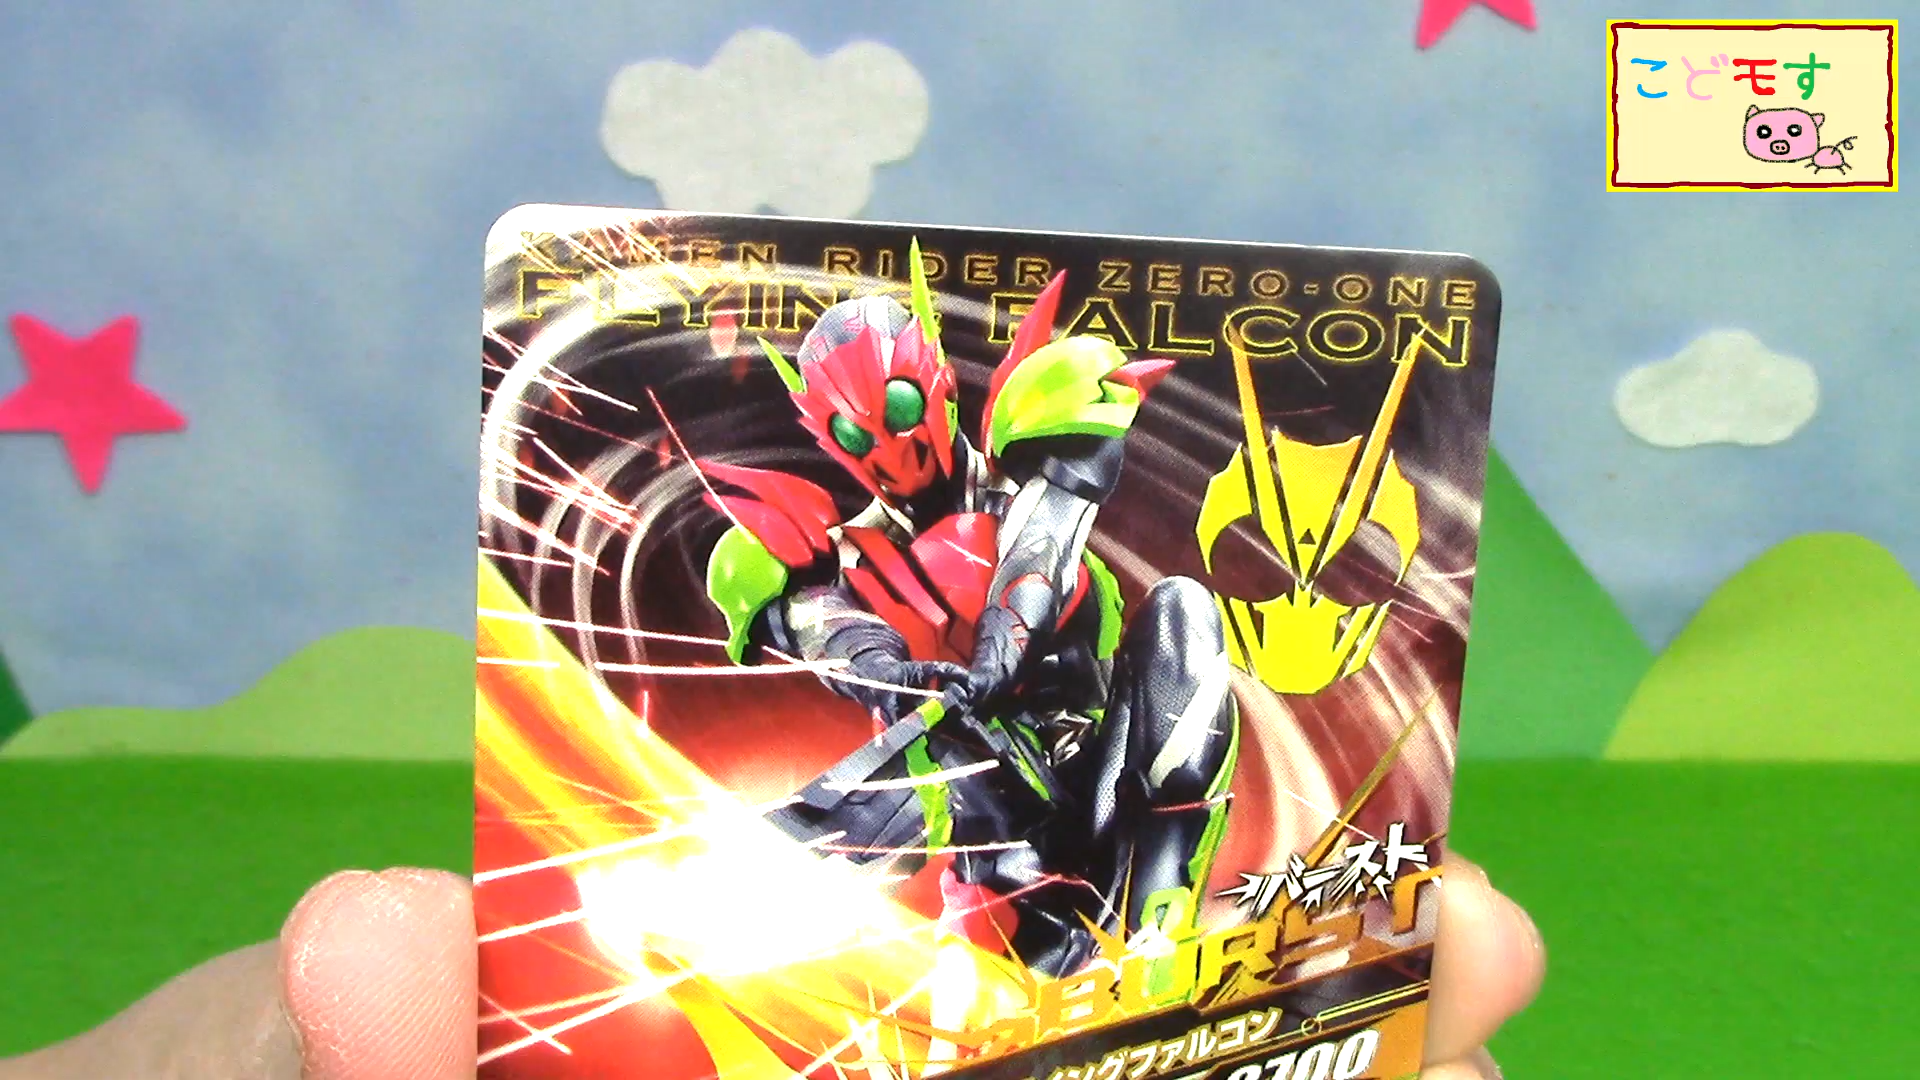 こどモす
KAMEN RIDER ZERO-ONE
FLYING FALCON
バースト
BURST
イングファルコン